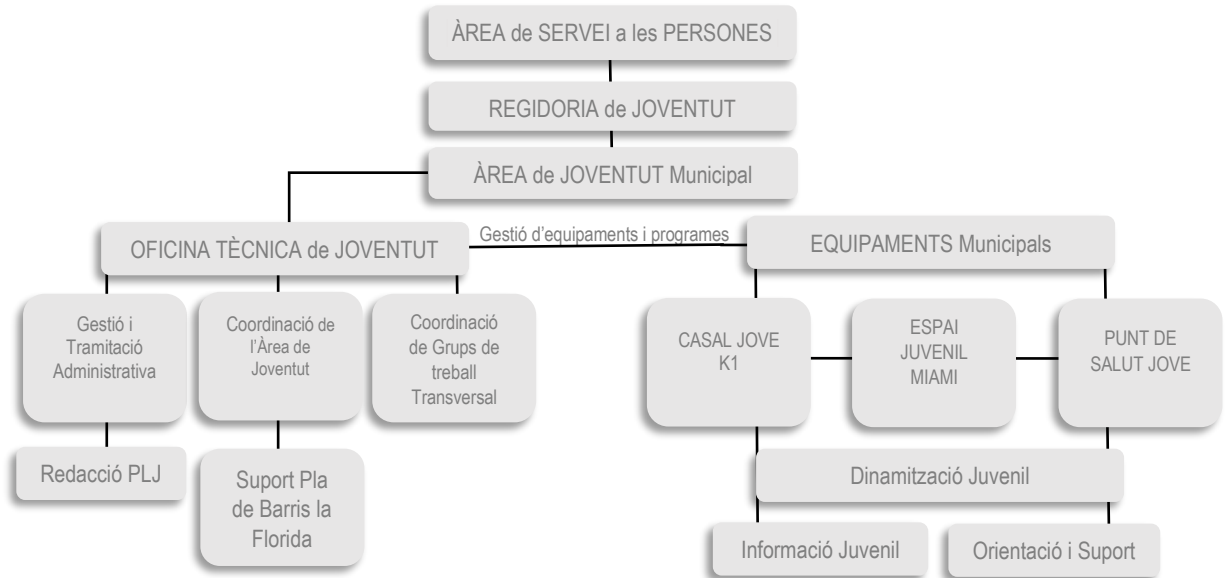 ÀREA de SERVEI a les PERSONES
REGIDORIA de JOVENTUT
ÀREA de JOVENTUT Municipal
OFICINA TÈCNICA de JOVENTUT
Gestió d'equipaments i programes
EQUIPAMENTS Municipals
Gestió i
Tramitació
Administrativa
Coordinació de
l'Àrea de
Joventut
Coordinació
de Grups de
treball
Transversal
CASAL JOVE
K1
ESPAI
JUVENIL
MIAMI
PUNT DE
SALUT JOVE
Redacció PLJ
Suport Pla
de Barris la
Florida
Dinamització Juvenil
Informació Juvenil
Orientació i Suport